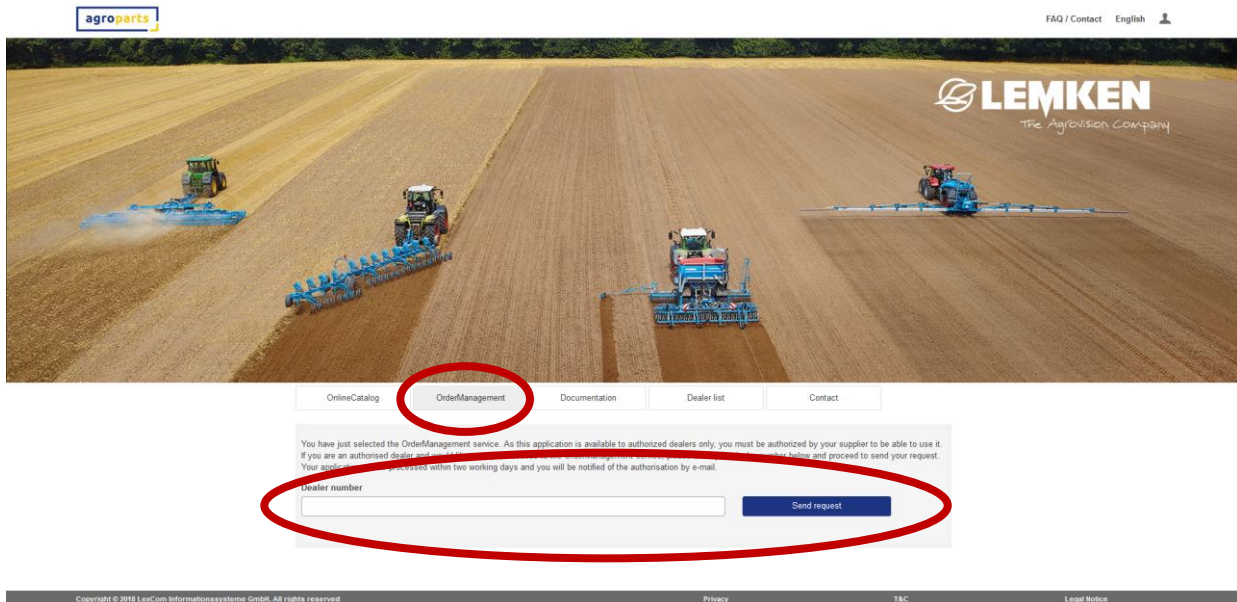 agroparts
FAQ / Contact English
LEMKEN
The Agrovision Company
OnlineCatalog OrderManagement Documentation Dealer list Contact
You have just selected the OrderManagement service. As this application is available to authorized dealers only, you must be authorized by your supplier to be able to use it.
If you are an authorised dealer and number below and proceed to send your request.
Your application processed within two working days and you will be notified of the authorisation by e-mail.
Dealer number
Send request
Copyright © 2018 LexCom Informationssysteme GmbH. All rights reserved Privacy T&C Legal Notice